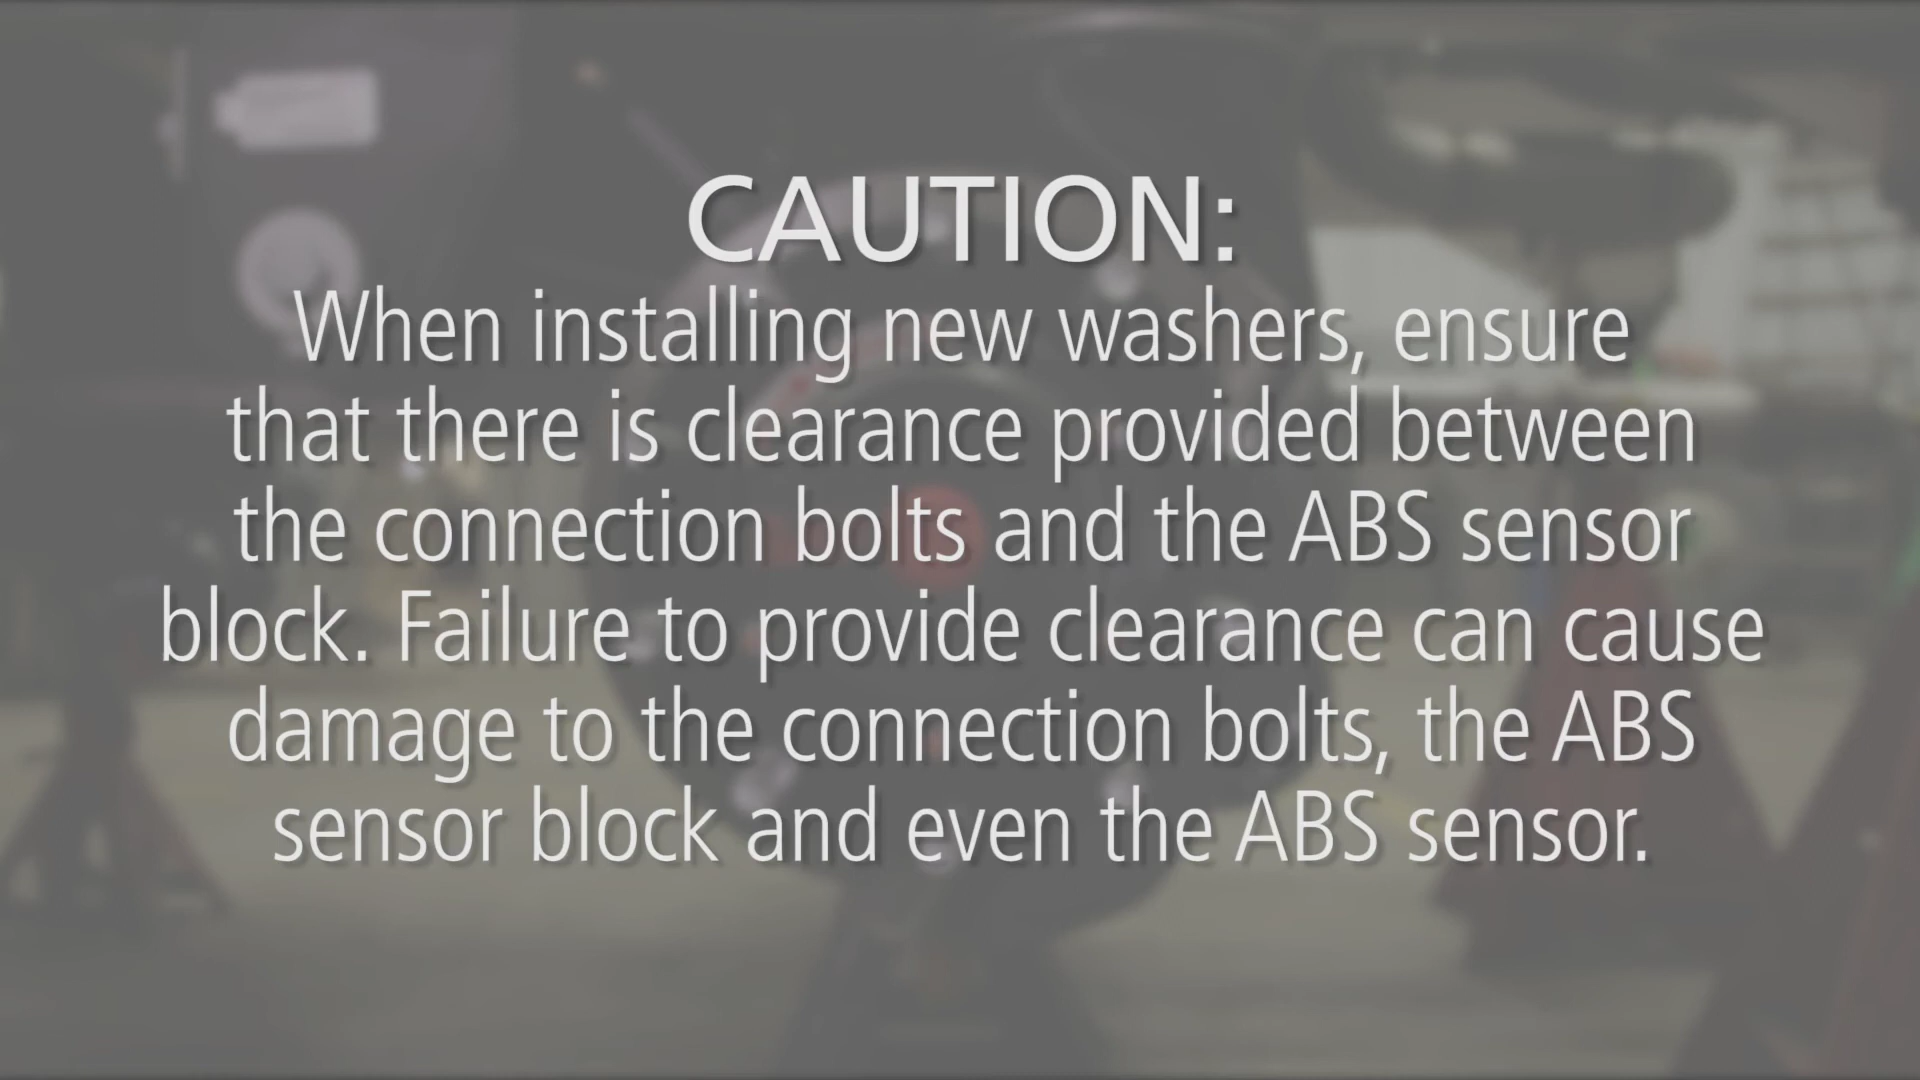 CAUTION:
When installing new washers, ensure
that there is clearance provided between
the connection bolts and the ABS sensor
block. Failure to provide clearance can cause
damage to the connection bolts, the ABS
sensor block and even the ABS sensor.